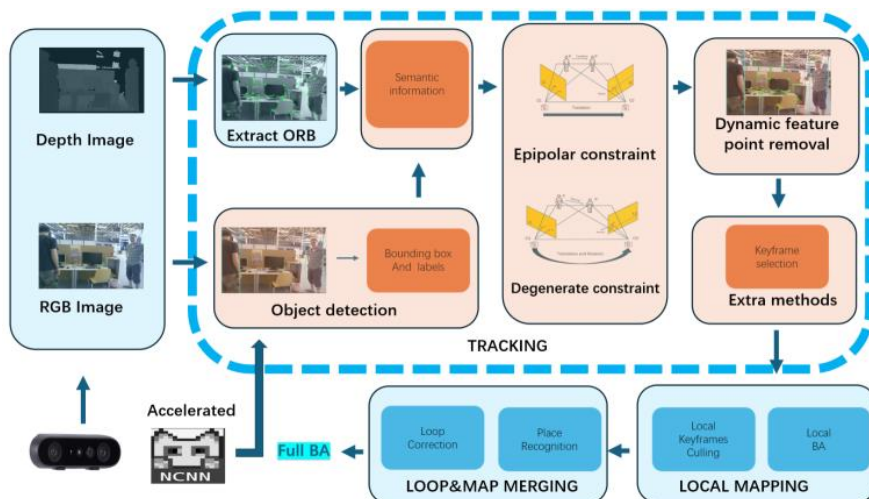 Depth Image
RGB Image
Extract ORB
Semantic
information
Bounding box
And labels
Object detection
Epipolar constraint
Degenerate constraint
Dynamic feature
point removal
Keyframe
selection
Extra methods
TRACKING
Accelerated
NCNN
Full BA
Loop
Correction
Place
Recognition
LOOP&MAP MERGING
Local
Keyframes
Culling
Local
BA
LOCAL MAPPING